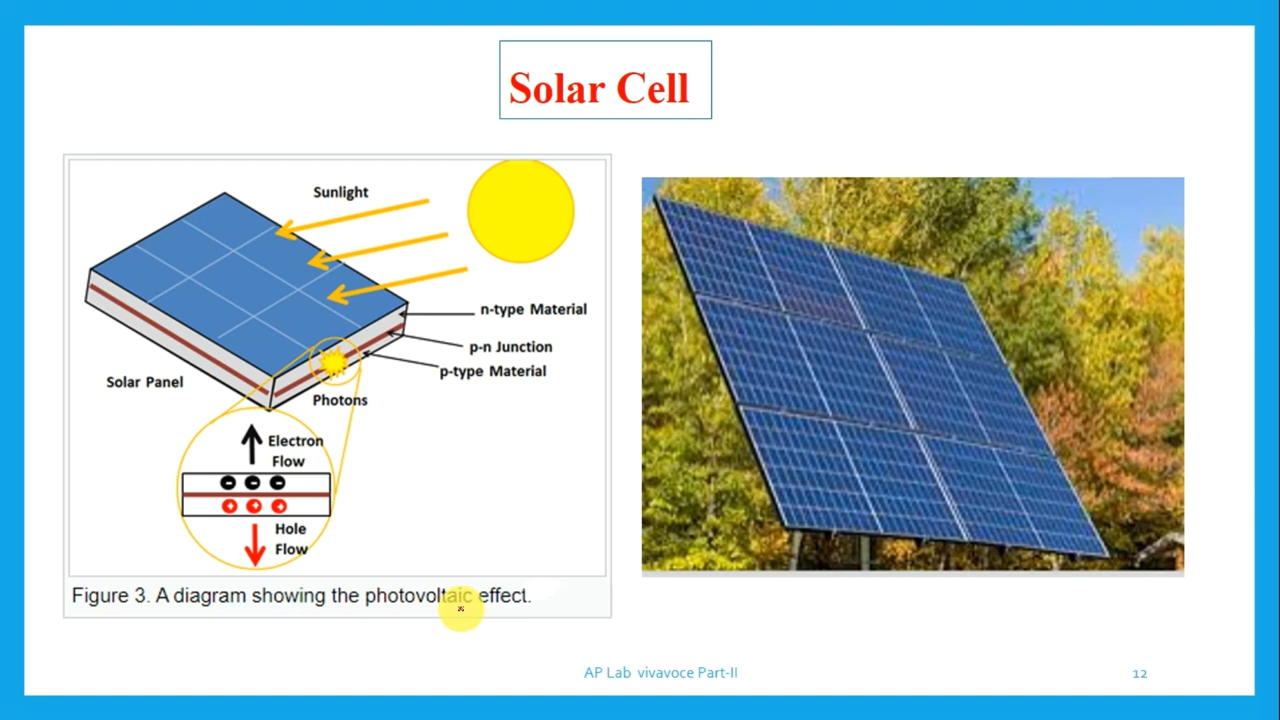 Solar Cell
Sunlight
n-type Material
p-n Junction
p-type Material
Solar Panel
Photons
Electron
Flow
Hole
Flow
Figure 3. A diagram showing the photovoltaic effect.
AP Lab vivavoce Part-II
12